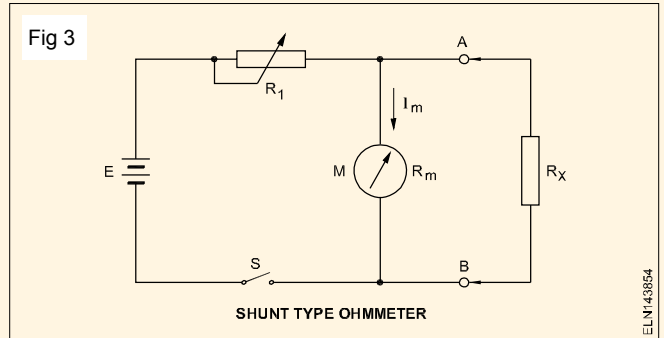 Fig 3
A
R1
Im
E
M
Rm
RX
S
B
SHUNT TYPE OHMMETER
ELN143854